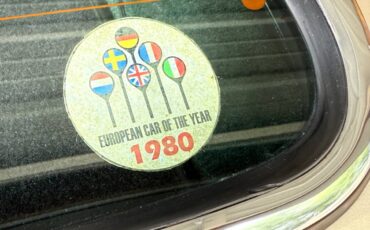 EUROPEAN CAR OF THE YEAR
1980